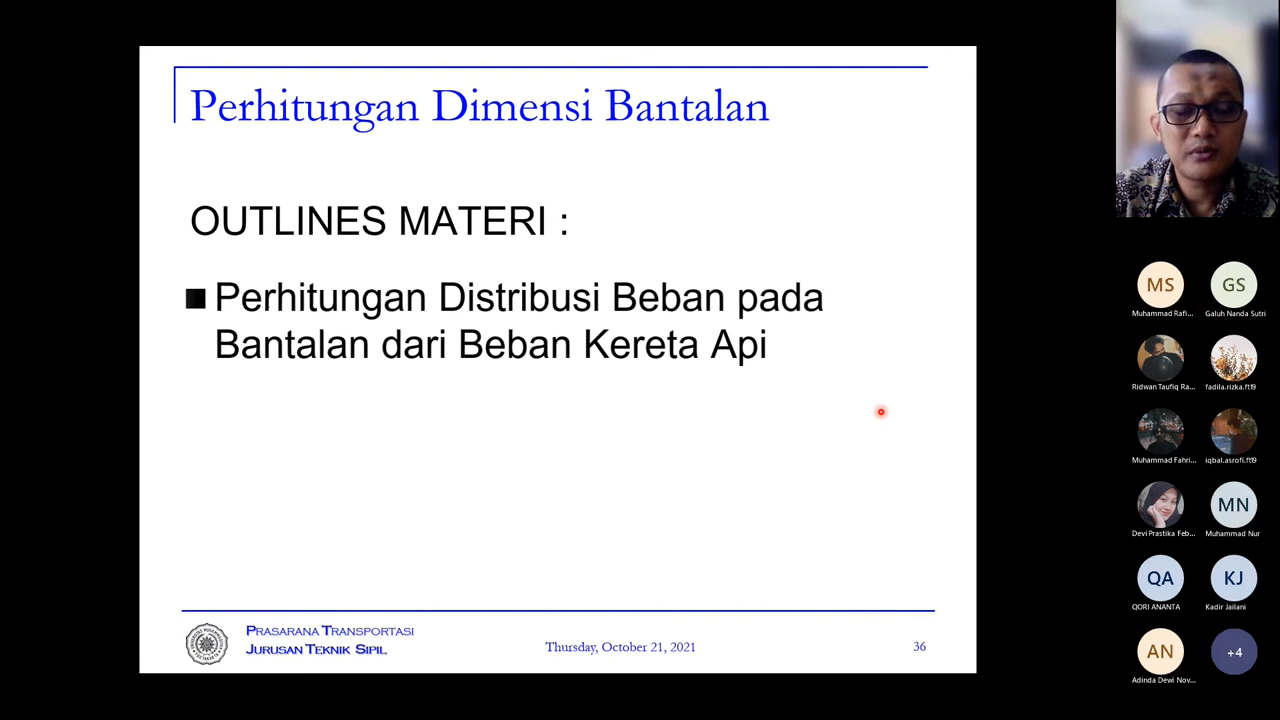 Perhitungan Dimensi Bantalan
OUTLINES MATERI :
Perhitungan Distribusi Beban pada
Bantalan dari Beban Kereta Api
PRASARANA TRANSPORTASI
JURUSAN TEKNIK SIPIL
Thursday, October 21, 2021
36
MS
Muhammad Rafi...
GS
Galuh Nanda Sutri
Ridwan Taufiq Ra...
fadila.rizka.ft19
Muhammad Fahri...
iqbal.asrofi.ft19
Devi Prastika Feb...
MN
Muhammad Nur
QA
QORI ANANTA
KJ
Kadir Jailani
AN
Adinda Dewi Nov...
+4